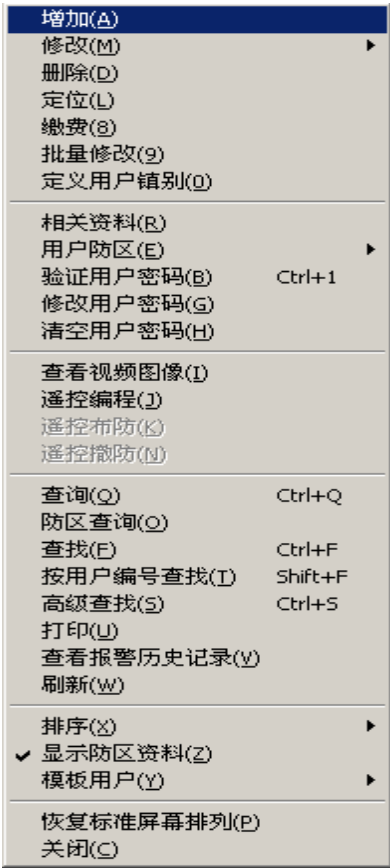 增加(A)
修改(M)
删除(D)
定位(L)
缴费(8)
批量修改(9)
定义用户镇别(0)
相关资料(R)
用户防区(E)
验证用户密码(B) Ctrl+1
修改用户密码(G)
清空用户密码(H)
查看视频图像(I)
遥控编程(J)
遥控布防(K)
遥控撤防(N)
查询(Q) Ctrl+Q
防区查询(O)
查找(F) Ctrl+F
按用户编号查找(T) Shift+F
高级查找(S) Ctrl+S
打印(U)
查看报警历史记录(V)
刷新(W)
排序(X)
显示防区资料(Z)
模板用户(Y)
恢复标准屏幕排列(P)
关闭(C)